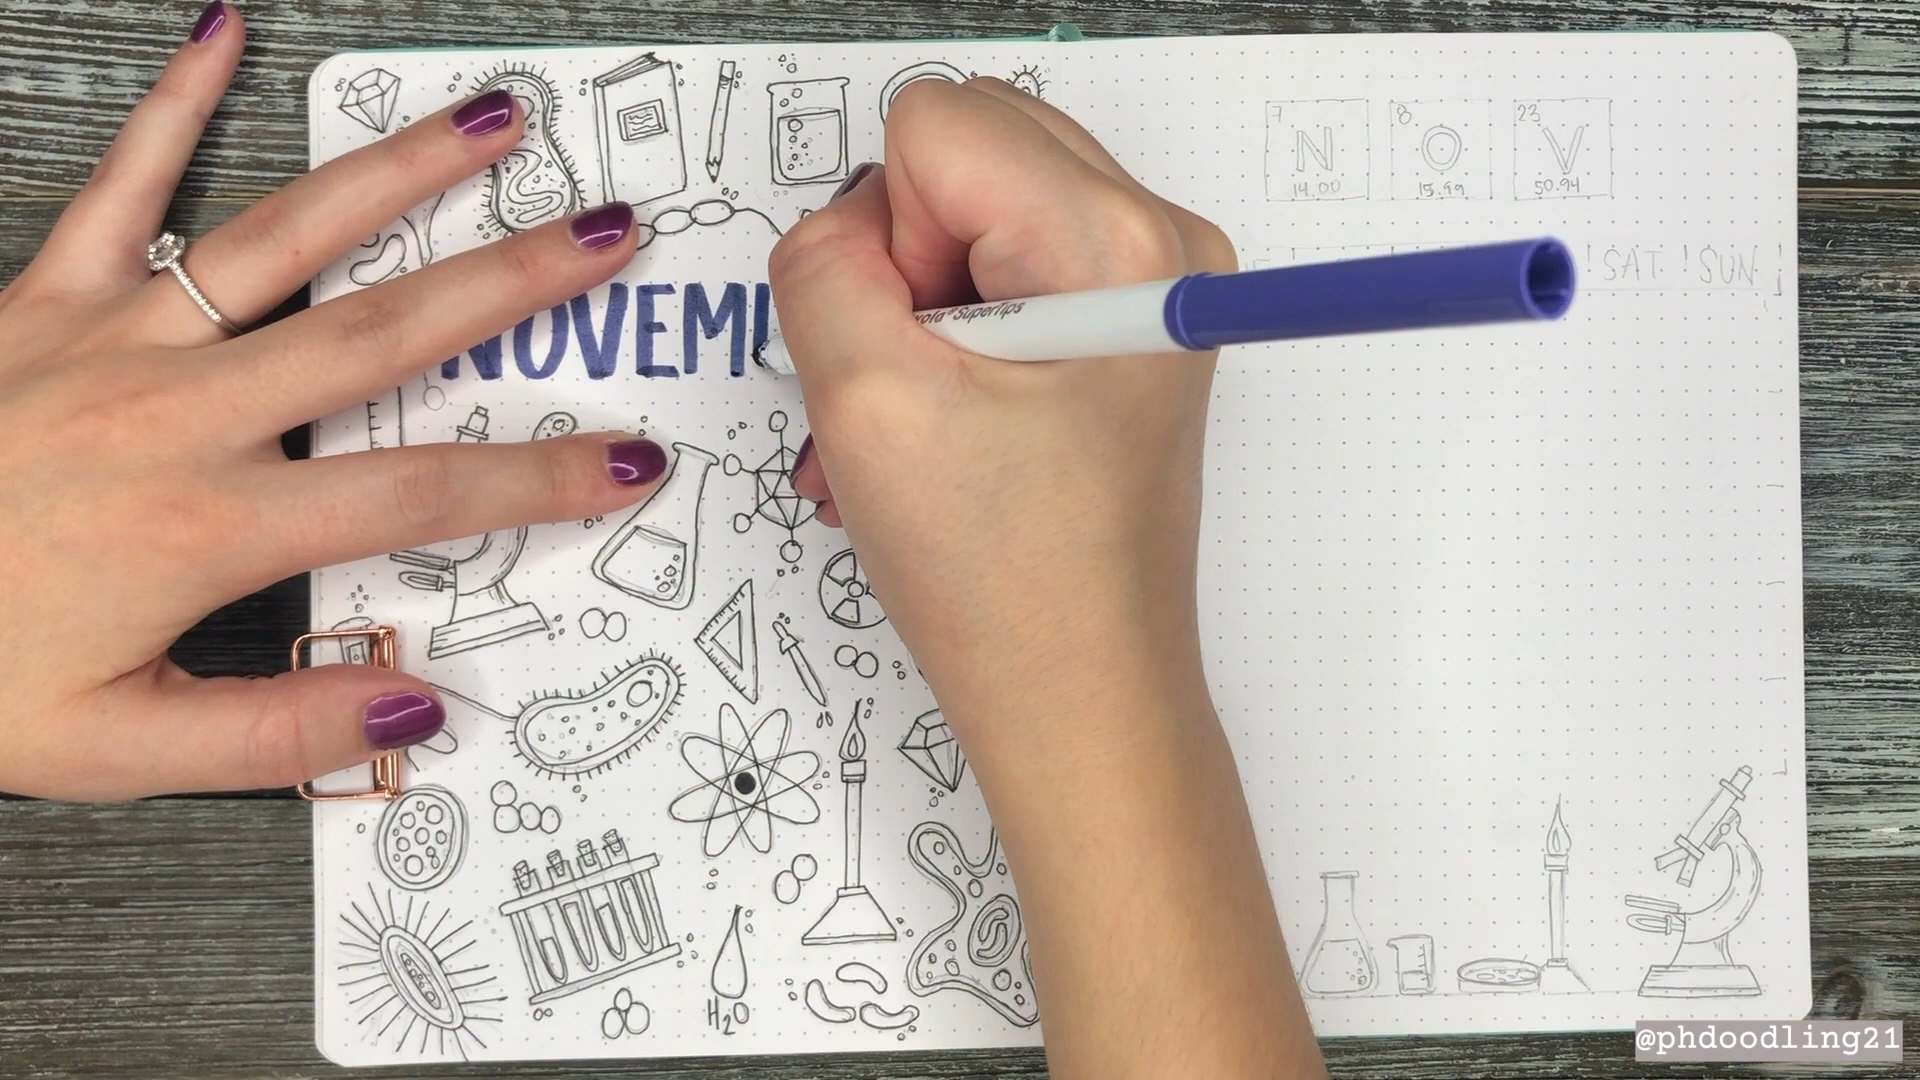 NOVEM
7 8 23
N O V
14.00 15.99 50.94
SAT SUN
SuperTips
H2O
@phdoodling21